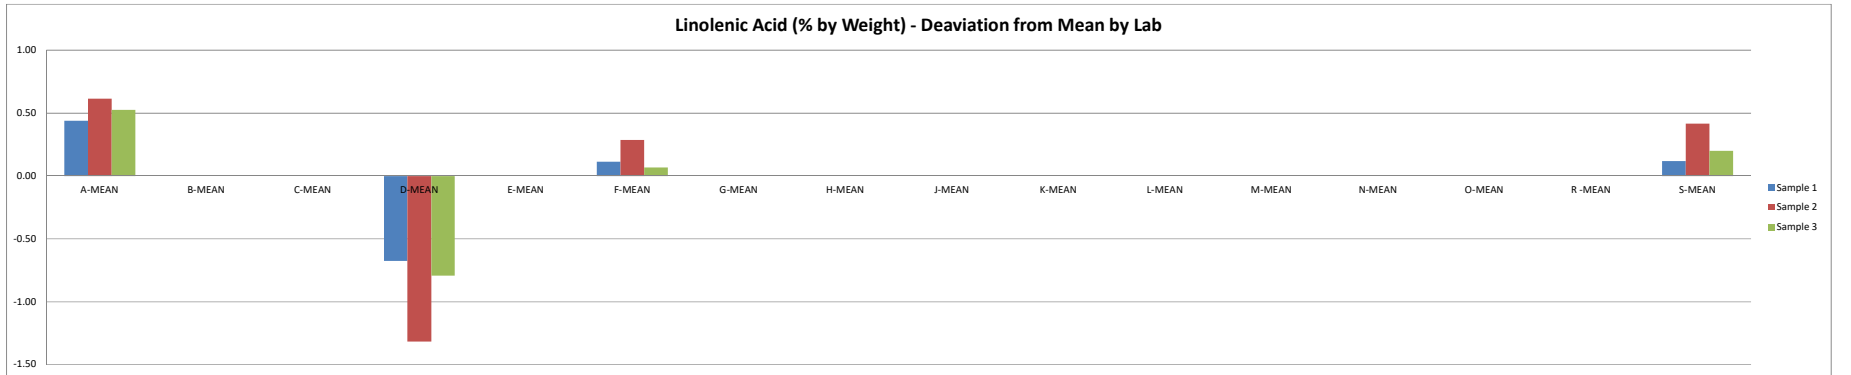 Linolenic Acid (% by Weight) - Deaviation from Mean by Lab
1.00
0.50
0.00
-0.50
-1.00
-1.50
A-MEAN
B-MEAN
C-MEAN
D-MEAN
E-MEAN
F-MEAN
G-MEAN
H-MEAN
J-MEAN
K-MEAN
L-MEAN
M-MEAN
N-MEAN
O-MEAN
R -MEAN
S-MEAN
Sample 1
Sample 2
Sample 3